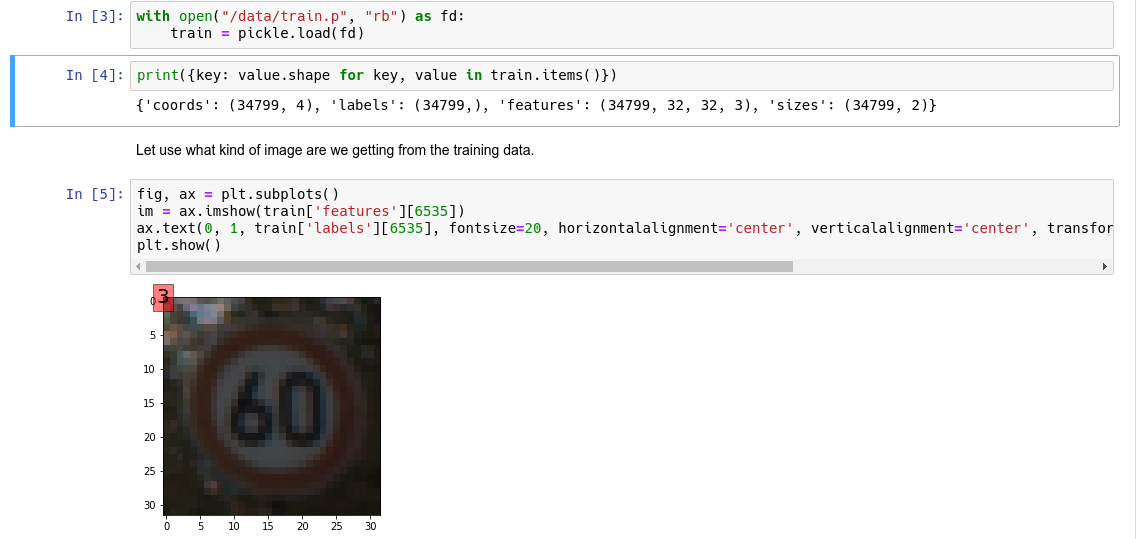 In [3]: with open("/data/train.p", "rb") as fd:
    train = pickle.load(fd)
In [4]: print({key: value.shape for key, value in train.items()})
{'coords': (34799, 4), 'labels': (34799,), 'features': (34799, 32, 32, 3), 'sizes': (34799, 2)}
Let use what kind of image are we getting from the training data.
In [5]: fig, ax = plt.subplots()
im = ax.imshow(train['features'][6535])
ax.text(0, 1, train['labels'][6535], fontsize=20, horizontalalignment='center', verticalalignment='center', transfor
plt.show()
3
0
5
10
15
20
25
30
60
0 5 10 15 20 25 30